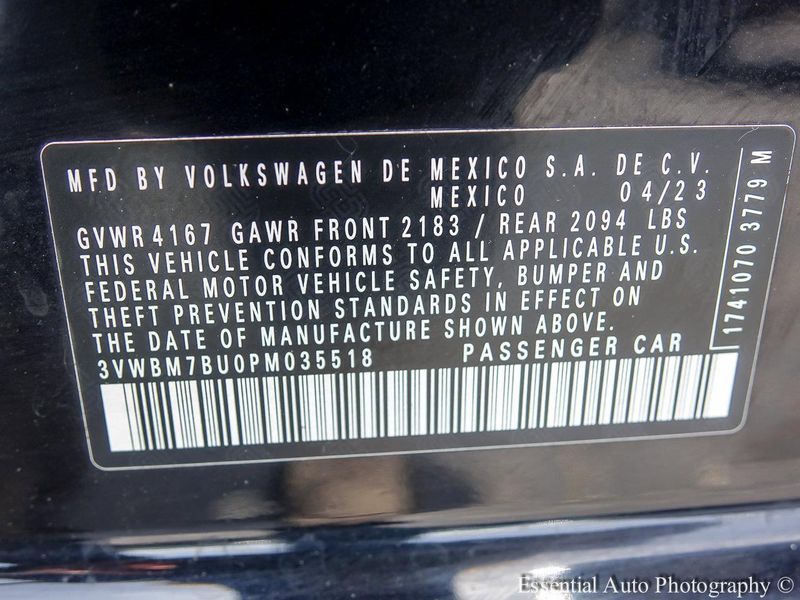 MFD BY VOLKSWAGEN DE MEXICO S.A. DE C.V.
MEXICO 04/23
GVWR 4167 GAWR FRONT 2183 / REAR 2094 LBS
THIS VEHICLE CONFORMS TO ALL APPLICABLE U.S.
FEDERAL MOTOR VEHICLE SAFETY, BUMPER AND
THEFT PREVENTION STANDARDS IN EFFECT ON
THE DATE OF MANUFACTURE SHOWN ABOVE.
3VWBM7BU0PM035518 PASSENGER CAR
1741070 3779 M
Essential Auto Photography ©